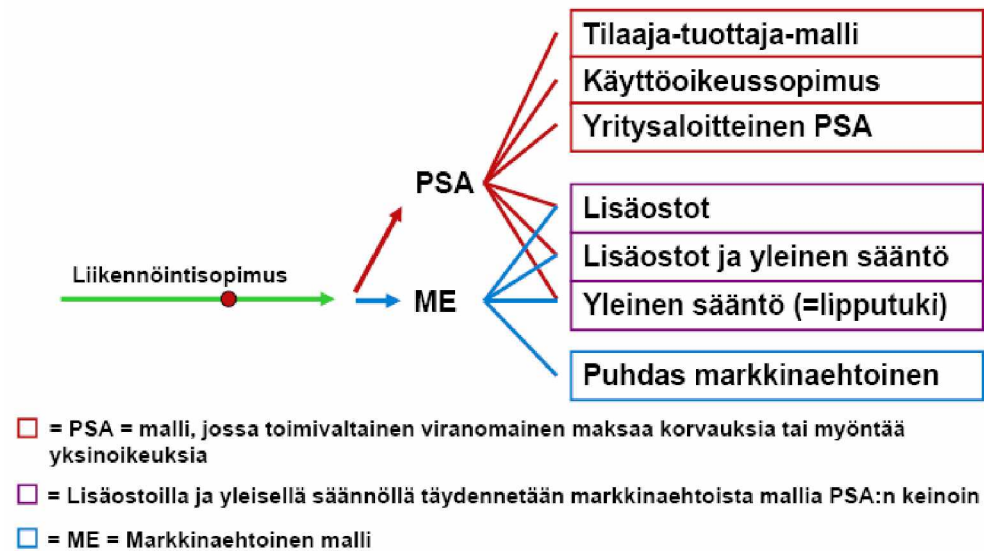 Tilaaja-tuottaja-malli
Käyttöoikeussopimus
Yritysaloitteinen PSA
PSA
Lisäostot
Lisäostot ja yleinen sääntö
Liikennöintisopimus
ME
Yleinen sääntö (=lipputuki)
Puhdas markkinaehtoinen
= PSA = malli, jossa toimivaltainen viranomainen maksaa korvauksia tai myöntää
yksinoikeuksia
= Lisäostoilla ja yleisellä säännöllä täydennetään markkinaehtoista mallia PSA:n keinoin
= ME = Markkinaehtoinen malli